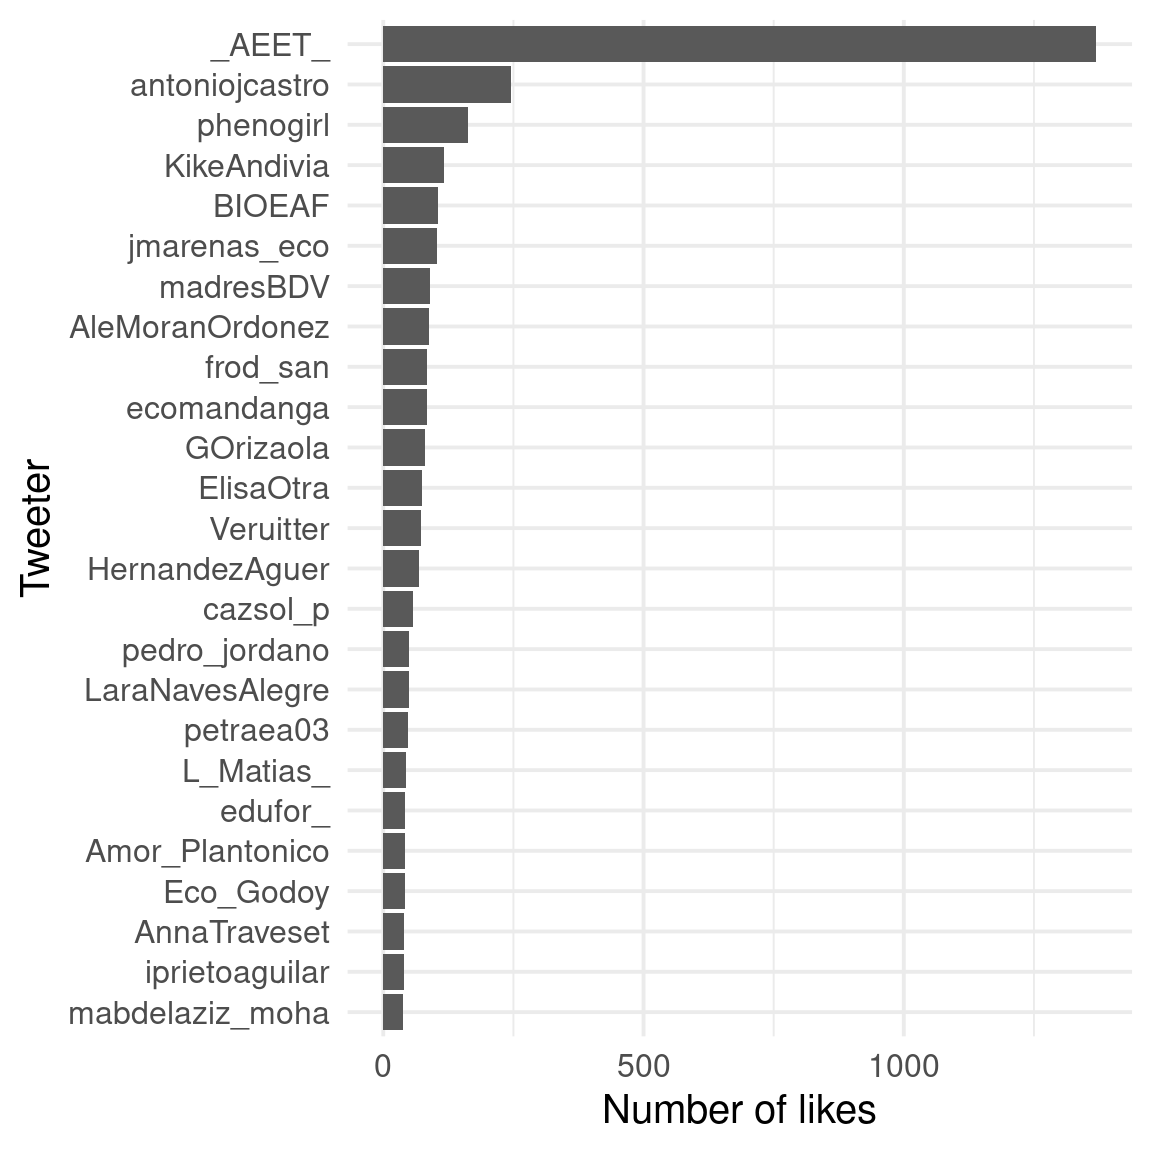 _AEET_
antoniojcastro
phenogirl
KikeAndivia
BIOEAF
jmarenas_eco
madresBDV
AleMoranOrdonez
frod_san
ecomandanga
GOrizaola
ElisaOtra
Veruitter
HernandezAguer
cazsol_p
pedro_jordano
LaraNavesAlegre
petraea03
L_Matias_
edufor_
Amor_Plantonico
Eco_Godoy
AnnaTraveset
iprietoaguilar
mabdelaziz_moha
Tweeter
0 500 1000
Number of likes